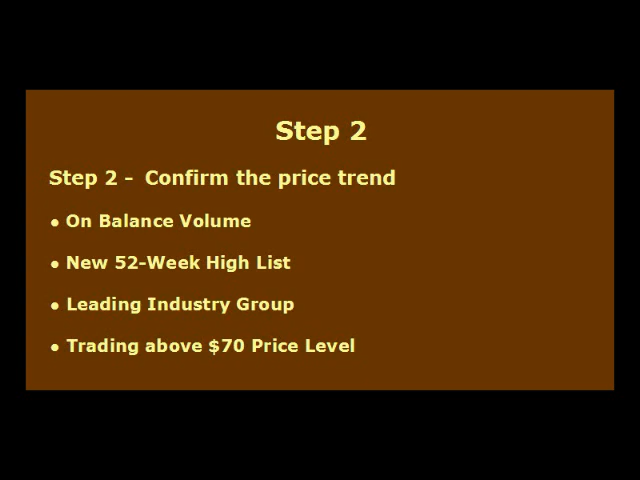 Step 2
Step 2 - Confirm the price trend
• On Balance Volume
• New 52-Week High List
• Leading Industry Group
• Trading above $70 Price Level